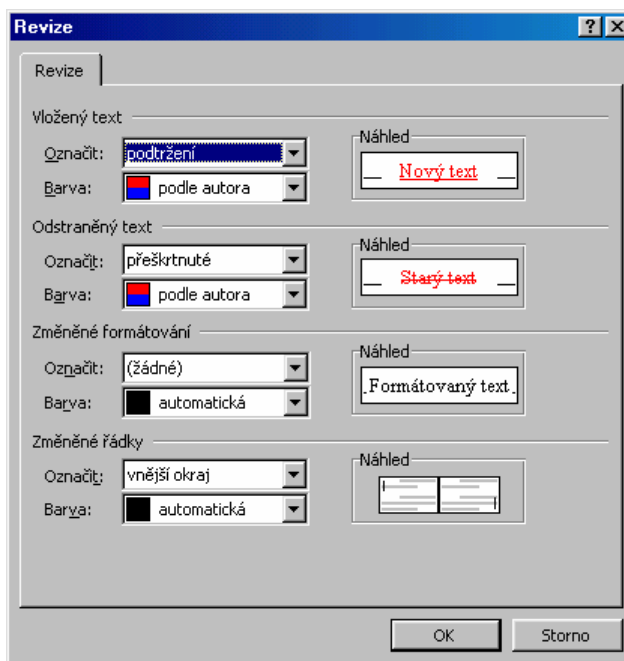 Revize
Revize
Vložený text
Označit: podtržení
Barva: podle autora
Náhled
Nový text
Odstraněný text
Označit: přeškrtnuté
Barva: podle autora
Náhled
Starý text
Změněné formátování
Označit: (žádné)
Barva: automatická
Náhled
Formátovaný text
Změněné řádky
Označit: vnější okraj
Barva: automatická
Náhled
OK Storno